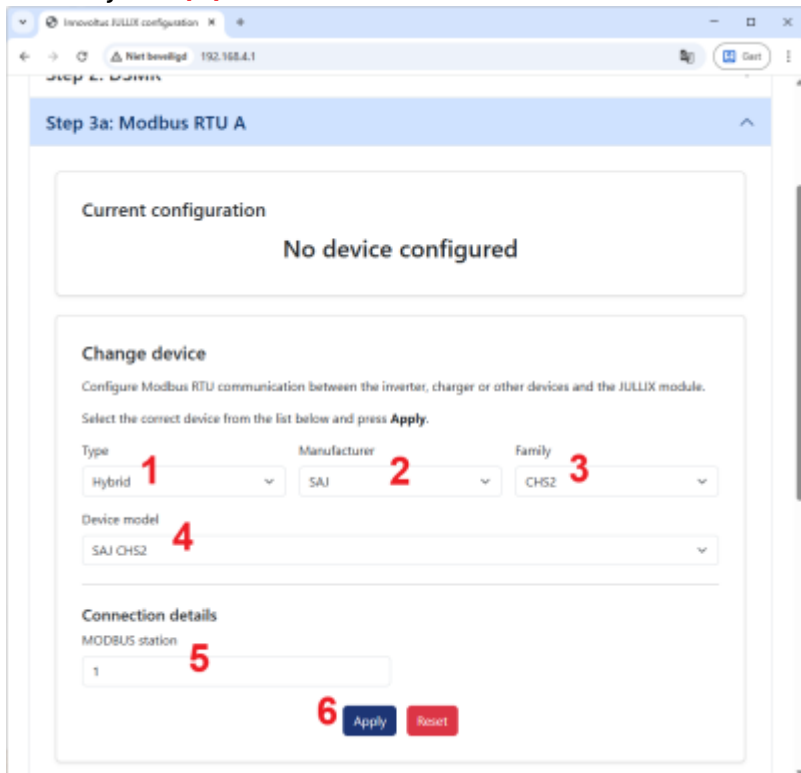 Innovoltus JULLIX configuration
Niet beveiligd 192.168.4.1 Gast
Step 2: DSMR
Step 3a: Modbus RTU A
Current configuration
No device configured
Change device
Configure Modbus RTU communication between the inverter, charger or other devices and the JULLIX module.
Select the correct device from the list below and press Apply.
Type Manufacturer Family
Hybrid 1 SAJ 2 CHS2 3
Device model
4
SAJ CHS2
Connection details
MODBUS station
5
1
6 Apply Reset